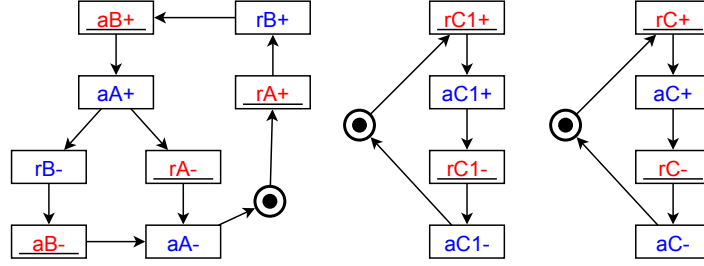 aB+ rB+ rC1+ rC+
aA+ rA+ aC1+ aC+
rB- rA- rC1- rC-
aB- aA- aC1- aC-